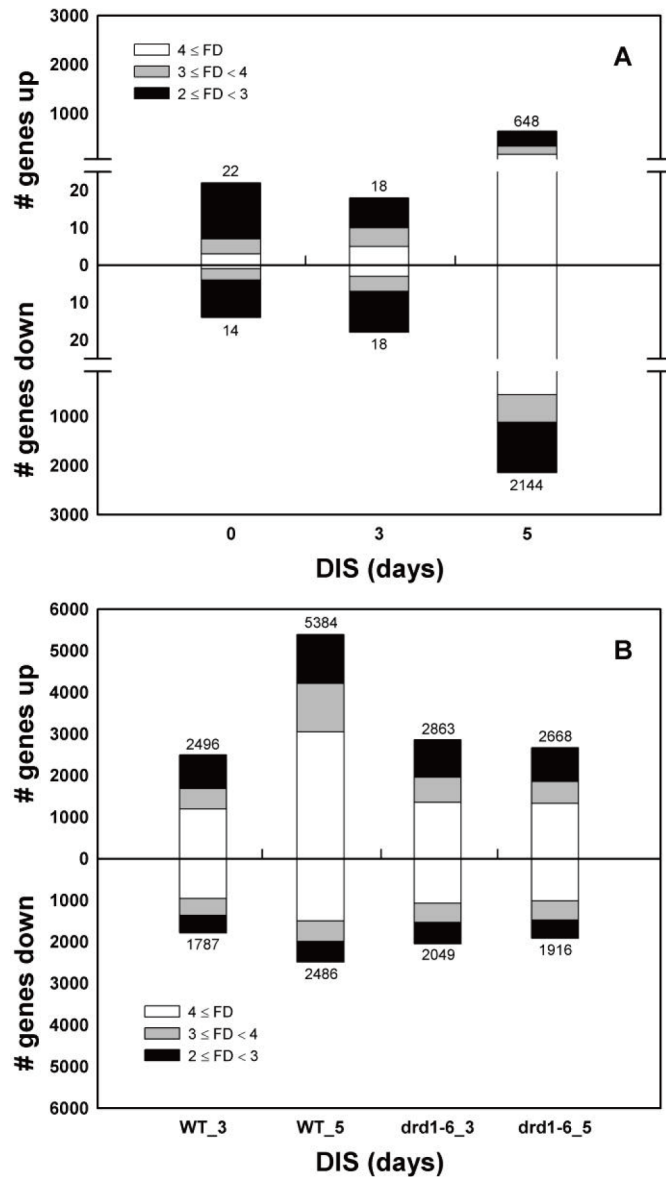 3000
4 ≤ FD
3 ≤ FD < 4
2 ≤ FD < 3
A
2000
1000
648
# genes up
20
22
18
10
0
10
20
14
18
# genes down
1000
2000
2144
3000
0 3 5
DIS (days)
6000
5000
5384
B
4000
# genes up
3000
2496
2863
2668
2000
1000
0
1000
2000
1787
2486
2049
1916
# genes down
3000
4000
4 ≤ FD
3 ≤ FD < 4
2 ≤ FD < 3
5000
6000
WT_3 WT_5 drd1-6_3 drd1-6_5
DIS (days)